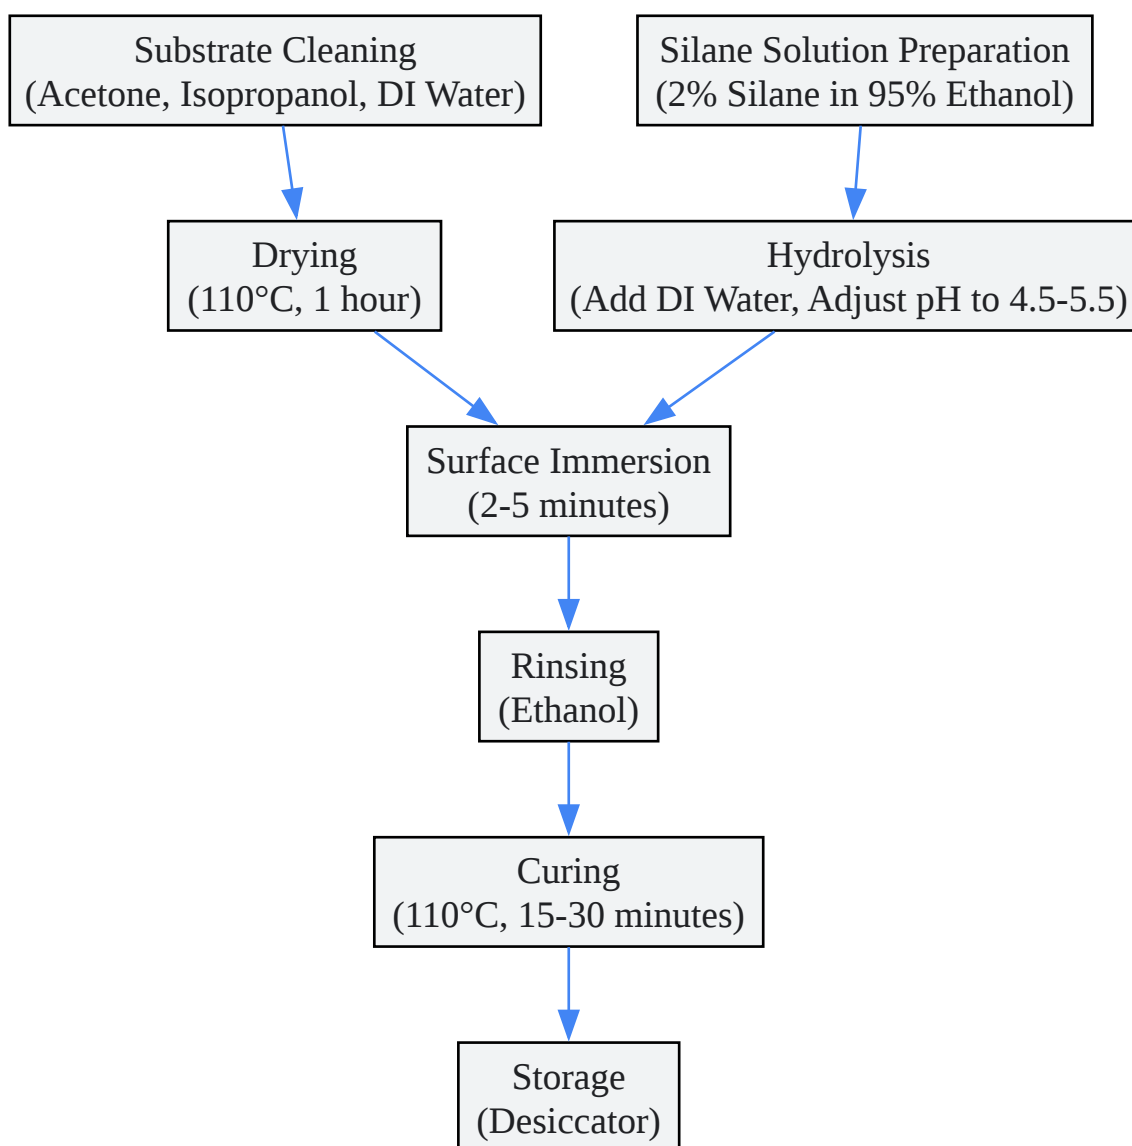 Substrate Cleaning
(Acetone, Isopropanol, DI Water)
Silane Solution Preparation
(2% Silane in 95% Ethanol)
Drying
(110°C, 1 hour)
Hydrolysis
(Add DI Water, Adjust pH to 4.5-5.5)
Surface Immersion
(2-5 minutes)
Rinsing
(Ethanol)
Curing
(110°C, 15-30 minutes)
Storage
(Desiccator)